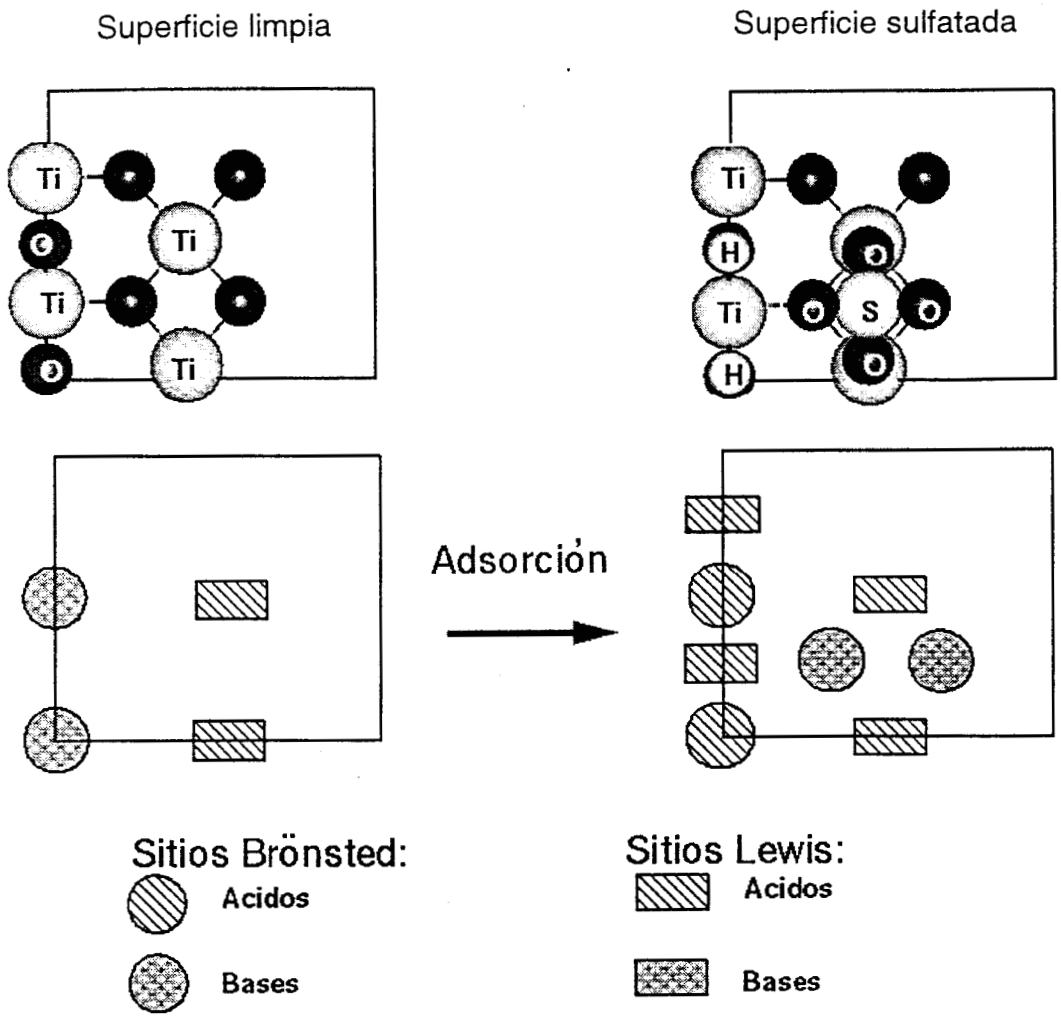 Superficie limpia
Superficie sulfatada
Ti
Ti
Ti
Ti
Ti
H
Ti
S
H
Adsorción
Sitios Brönsted:
Acidos
Bases
Sitios Lewis:
Acidos
Bases